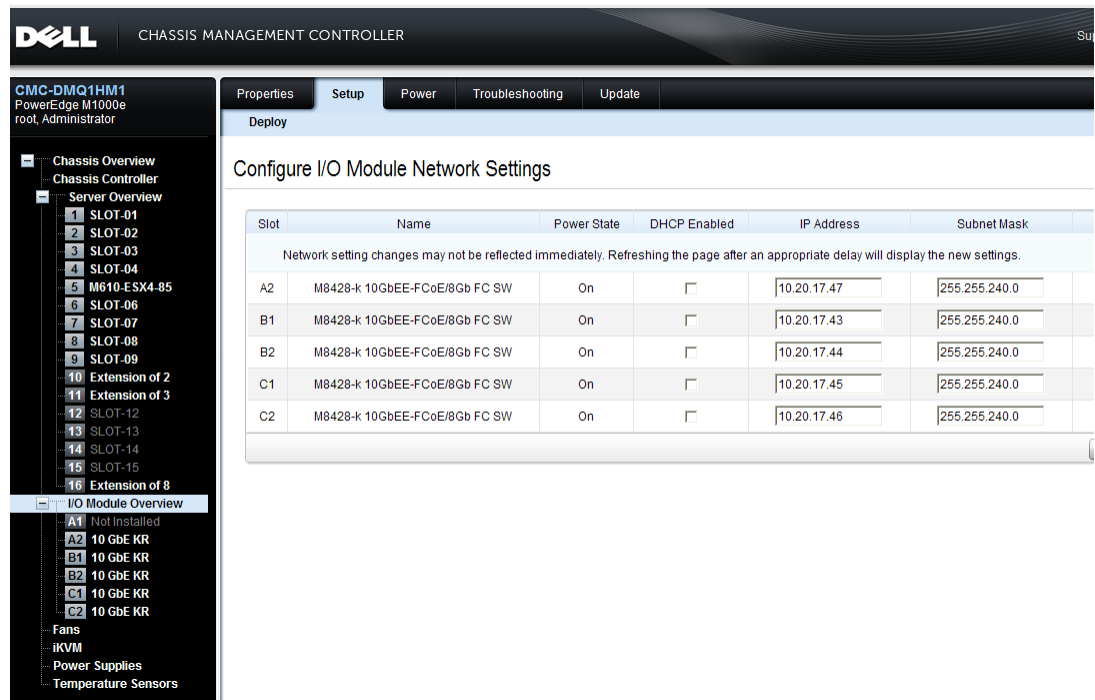 DELL CHASSIS MANAGEMENT CONTROLLER
CMC-DMQ1HM1
PowerEdge M1000e
root, Administrator
Properties Setup Power Troubleshooting Update
Deploy
Chassis Overview
Chassis Controller
Server Overview
1 SLOT-01
2 SLOT-02
3 SLOT-03
4 SLOT-04
5 M610-ESX4-85
6 SLOT-06
7 SLOT-07
8 SLOT-08
9 SLOT-09
10 Extension of 2
11 Extension of 3
12 SLOT-12
13 SLOT-13
14 SLOT-14
15 SLOT-15
16 Extension of 8
I/O Module Overview
A1 Not Installed
A2 10 GbE KR
B1 10 GbE KR
B2 10 GbE KR
C1 10 GbE KR
C2 10 GbE KR
Fans
iKVM
Power Supplies
Temperature Sensors
Configure I/O Module Network Settings
Slot Name Power State DHCP Enabled IP Address Subnet Mask
Network setting changes may not be reflected immediately. Refreshing the page after an appropriate delay will display the new settings.
A2 M8428-k 10GbEE-FCoE/8Gb FC SW On 10.20.17.47 255.255.240.0
B1 M8428-k 10GbEE-FCoE/8Gb FC SW On 10.20.17.43 255.255.240.0
B2 M8428-k 10GbEE-FCoE/8Gb FC SW On 10.20.17.44 255.255.240.0
C1 M8428-k 10GbEE-FCoE/8Gb FC SW On 10.20.17.45 255.255.240.0
C2 M8428-k 10GbEE-FCoE/8Gb FC SW On 10.20.17.46 255.255.240.0